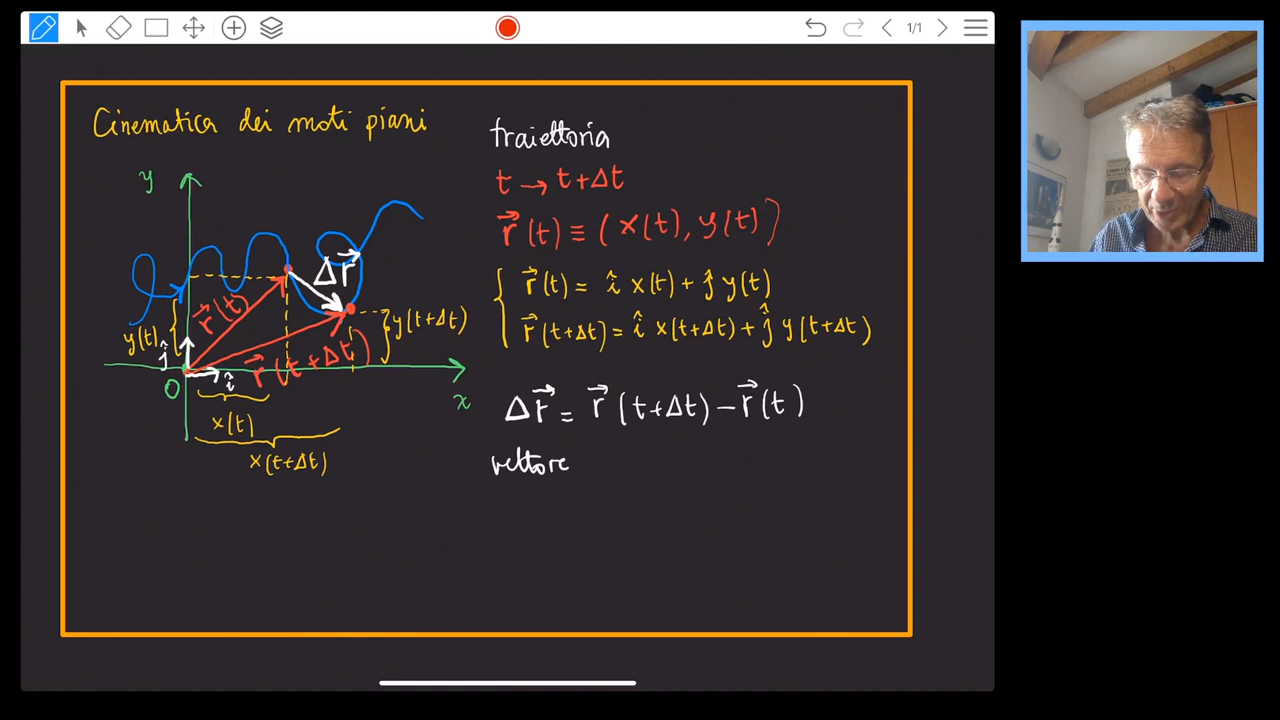 1/1
Cinematica dei moti piani
traiettoria
t → t+Δt
r⃗(t) ≡ (x(t), y(t))
r⃗(t) = î x(t) + ĵ y(t)
r⃗(t+Δt) = î x(t+Δt) + ĵ y(t+Δt)
Δr⃗ = r⃗(t+Δt) − r⃗(t)
vettore
y
Δr⃗
r⃗(t)
y(t)
y(t+Δt)
ĵ
r⃗(t+Δt)
î
O
x
x(t)
x(t+Δt)